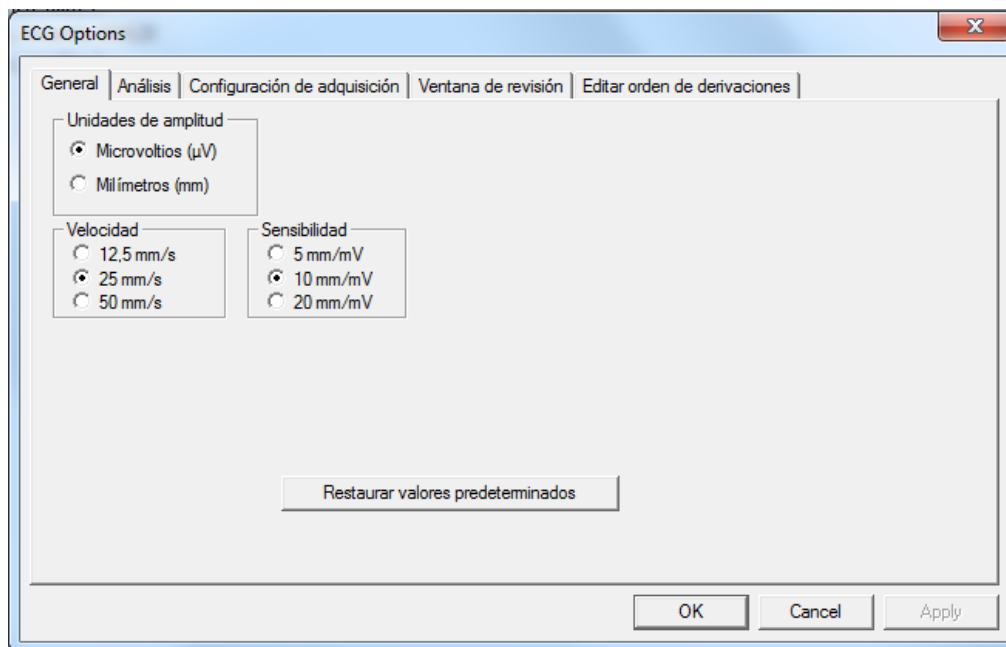 ECG Options
General Análisis Configuración de adquisición Ventana de revisión Editar orden de derivaciones
Unidades de amplitud
Microvoltios (µV)
Milímetros (mm)
Velocidad
12,5 mm/s
25 mm/s
50 mm/s
Sensibilidad
5 mm/mV
10 mm/mV
20 mm/mV
Restaurar valores predeterminados
OK Cancel Apply